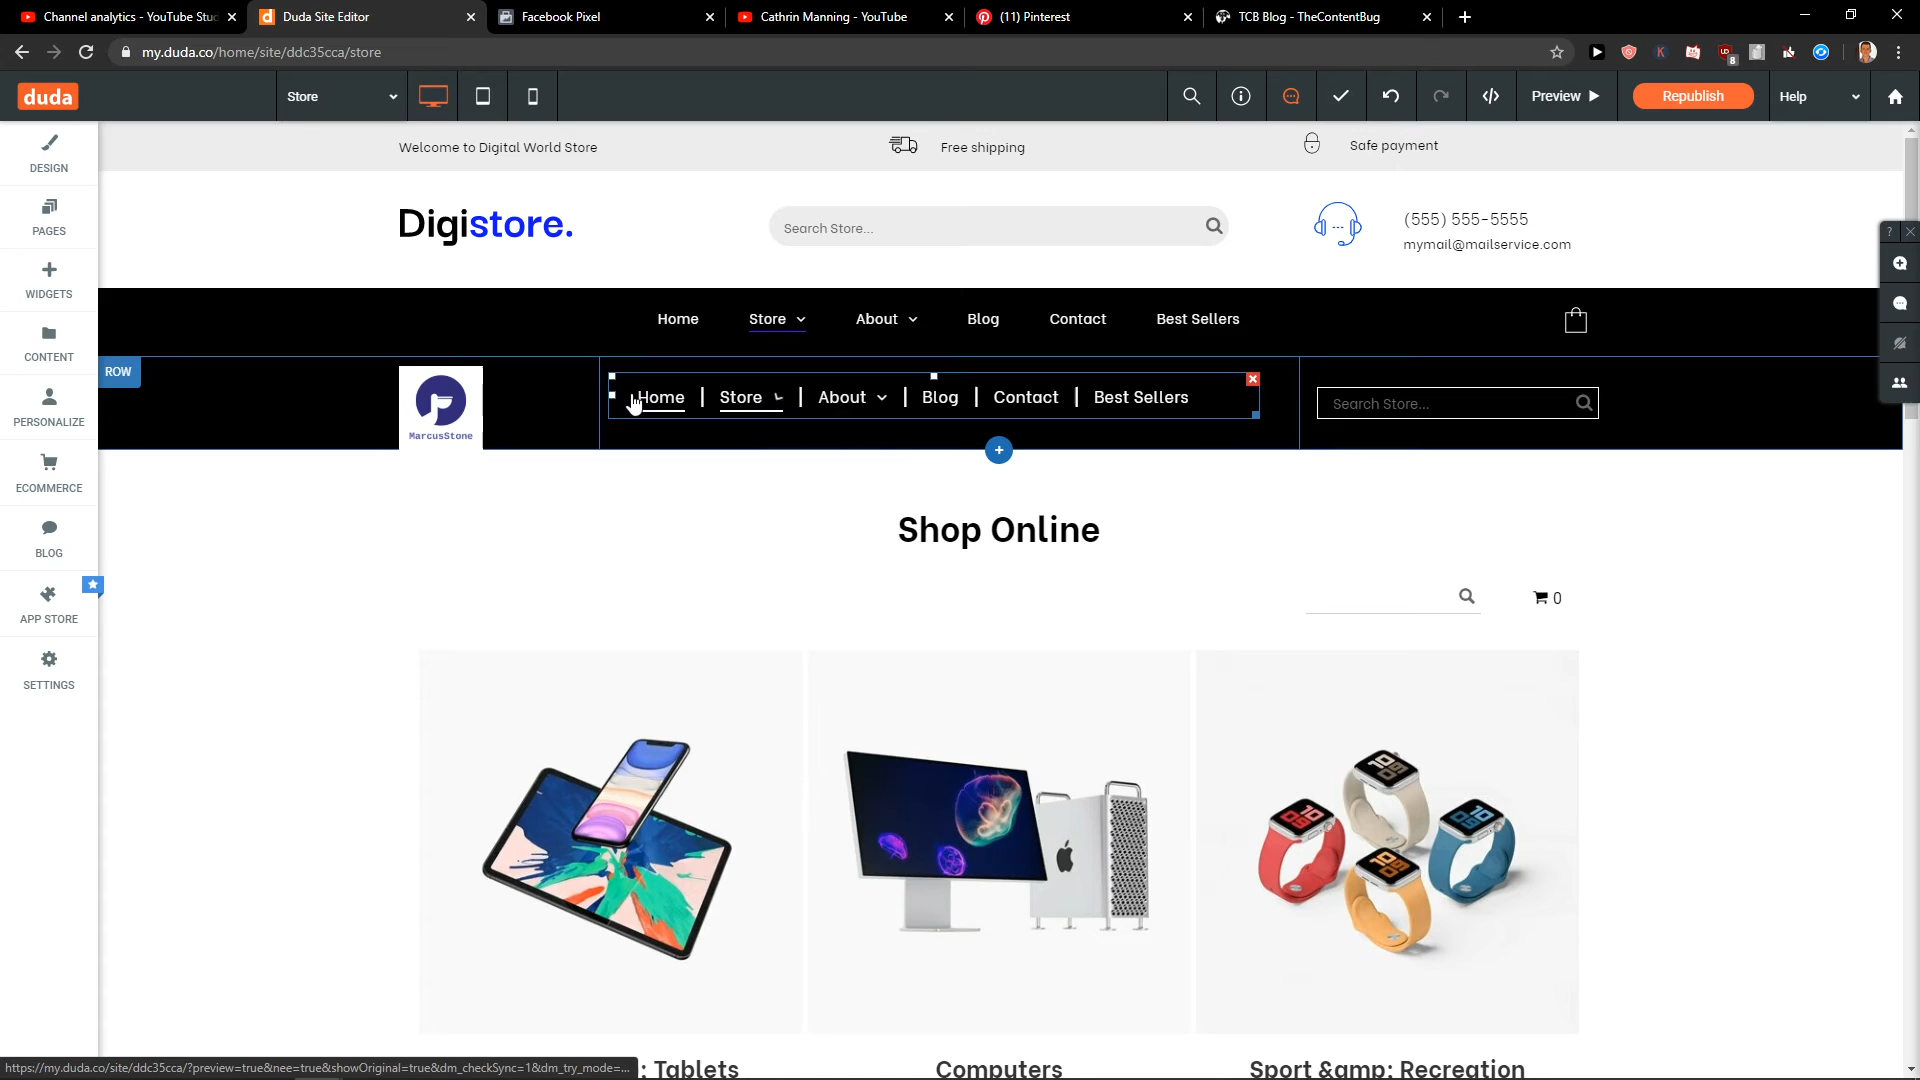 Channel analytics - YouTube Stu
Duda Site Editor
Facebook Pixel
Cathrin Manning - YouTube
(11) Pinterest
TCB Blog - TheContentBug
my.duda.co/home/site/ddc35cca/store
8
duda
Store
Preview
Republish
Help
DESIGN
PAGES
WIDGETS
CONTENT
PERSONALIZE
ECOMMERCE
BLOG
APP STORE
SETTINGS
Welcome to Digital World Store
Free shipping
Safe payment
Digistore.
Search Store...
(555) 555-5555
mymail@mailservice.com
?
Home
Store
About
Blog
Contact
Best Sellers
ROW
MarcusStone
Home
Store
About
Blog
Contact
Best Sellers
Search Store...
Shop Online
0
: Tablets
Computers
Sport &amp; Recreation
https://my.duda.co/site/ddc35cca/?preview=true&nee=true&showOriginal=true&dm_checkSync=1&dm_try_mode=...